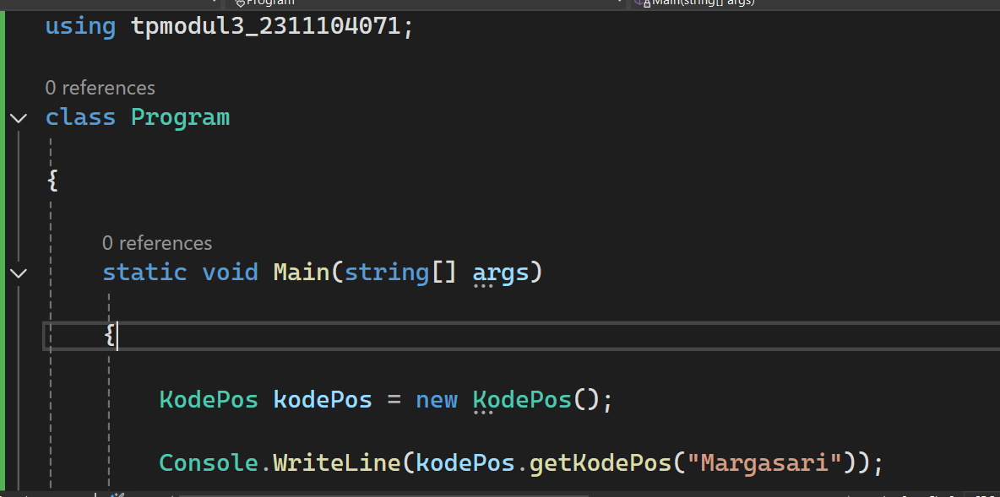 Program
Main(string[] args)
using tpmodul3_2311104071;
0 references
class Program
{
0 references
static void Main(string[] args)
{
KodePos kodePos = new KodePos();
Console.WriteLine(kodePos.getKodePos("Margasari"));